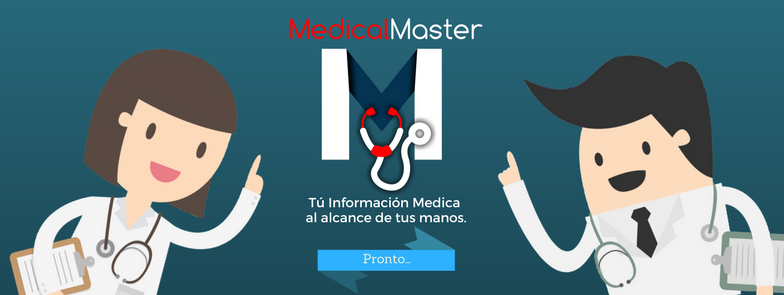 MedicalMaster
Tú Información Medica
al alcance de tus manos.
Pronto...